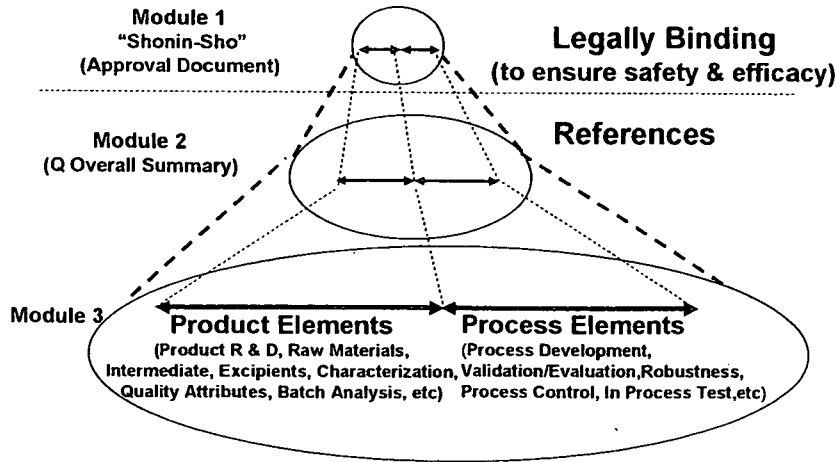 Module 1
"Shonin-Sho"
(Approval Document)
Legally Binding
(to ensure safety & efficacy)
Module 2
(Q Overall Summary)
References
Module 3
Product Elements
(Product R & D, Raw Materials,
Intermediate, Excipients, Characterization,
Quality Attributes, Batch Analysis, etc)
Process Elements
(Process Development,
Validation/Evaluation,Robustness,
Process Control, In Process Test,etc)